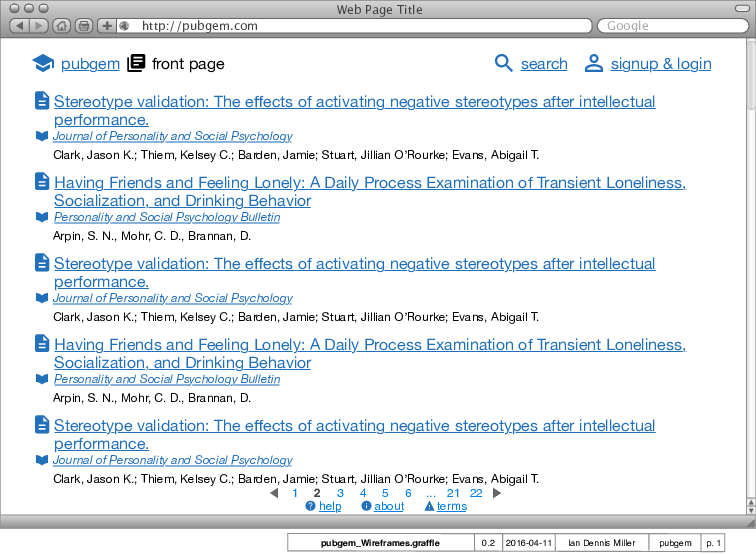 Web Page Title
http://pubgem.com
Google
pubgem front page search signup & login
Stereotype validation: The effects of activating negative stereotypes after intellectual
performance.
Journal of Personality and Social Psychology
Clark, Jason K.; Thiem, Kelsey C.; Barden, Jamie; Stuart, Jillian O'Rourke; Evans, Abigail T.
Having Friends and Feeling Lonely: A Daily Process Examination of Transient Loneliness,
Socialization, and Drinking Behavior
Personality and Social Psychology Bulletin
Arpin, S. N., Mohr, C. D., Brannan, D.
Stereotype validation: The effects of activating negative stereotypes after intellectual
performance.
Journal of Personality and Social Psychology
Clark, Jason K.; Thiem, Kelsey C.; Barden, Jamie; Stuart, Jillian O'Rourke; Evans, Abigail T.
Having Friends and Feeling Lonely: A Daily Process Examination of Transient Loneliness,
Socialization, and Drinking Behavior
Personality and Social Psychology Bulletin
Arpin, S. N., Mohr, C. D., Brannan, D.
Stereotype validation: The effects of activating negative stereotypes after intellectual
performance.
Journal of Personality and Social Psychology
Clark, Jason K.; Thiem, Kelsey C.; Barden, Jamie; Stuart, Jillian O'Rourke; Evans, Abigail T.
1 2 3 4 5 6 ... 21 22
help about terms
pubgem_Wireframes.graffle 0.2 2016-04-11 Ian Dennis Miller pubgem p. 1